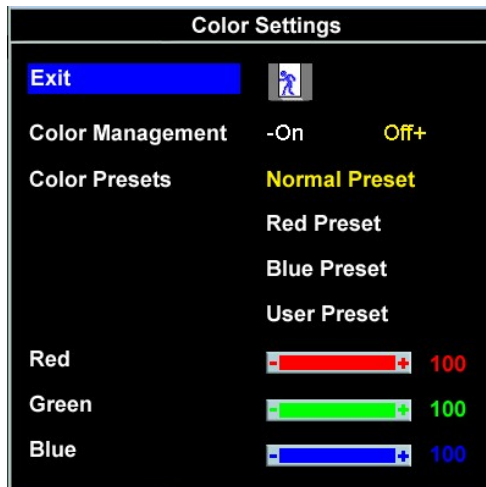 Color Settings
Exit
Color Management -On Off+
Color Presets Normal Preset
Red Preset
Blue Preset
User Preset
Red - + 100
Green - + 100
Blue - + 100